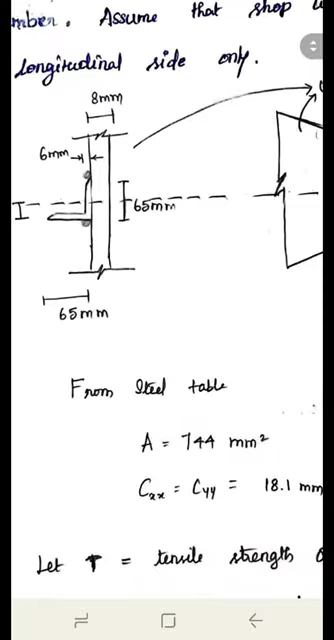 mber. Assume that shop
longitudinal side only.
8mm
6mm
65mm
65mm
From Steel table
A = 744 mm²
Cxx = Cyy = 18.1 mm
Let T = tensile strength